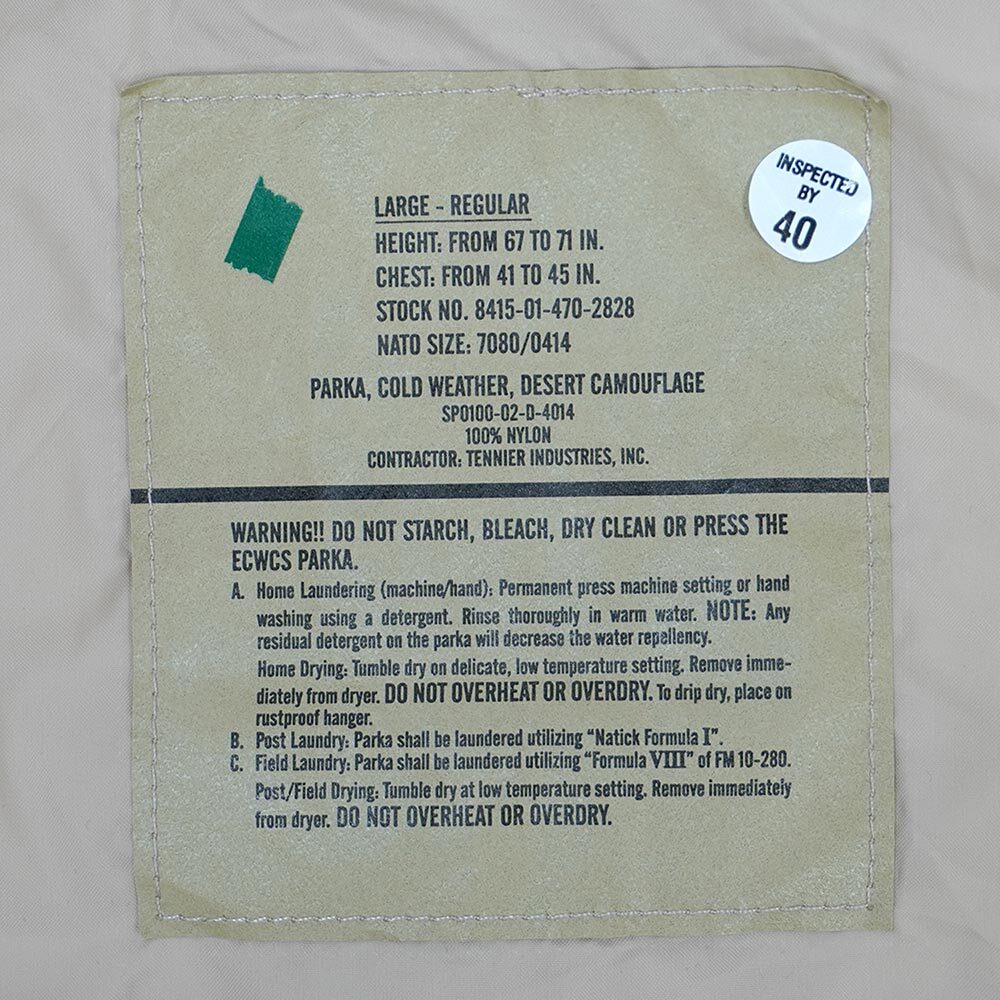 INSPECTED
BY
40
LARGE - REGULAR
HEIGHT: FROM 67 TO 71 IN.
CHEST: FROM 41 TO 45 IN.
STOCK NO. 8415-01-470-2828
NATO SIZE: 7080/0414
PARKA, COLD WEATHER, DESERT CAMOUFLAGE
SP0100-02-D-4014
100% NYLON
CONTRACTOR: TENNIER INDUSTRIES, INC.
WARNING!! DO NOT STARCH, BLEACH, DRY CLEAN OR PRESS THE
ECWCS PARKA.
A. Home Laundering (machine/hand): Permanent press machine setting or hand
washing using a detergent. Rinse thoroughly in warm water. NOTE: Any
residual detergent on the parka will decrease the water repellency.
Home Drying: Tumble dry on delicate, low temperature setting. Remove imme-
diately from dryer. DO NOT OVERHEAT OR OVERDRY. To drip dry, place on
rustproof hanger.
B. Post Laundry: Parka shall be laundered utilizing “Natick Formula I”.
C. Field Laundry: Parka shall be laundered utilizing “Formula VIII” of FM 10-280.
Post/Field Drying: Tumble dry at low temperature setting. Remove immediately
from dryer. DO NOT OVERHEAT OR OVERDRY.